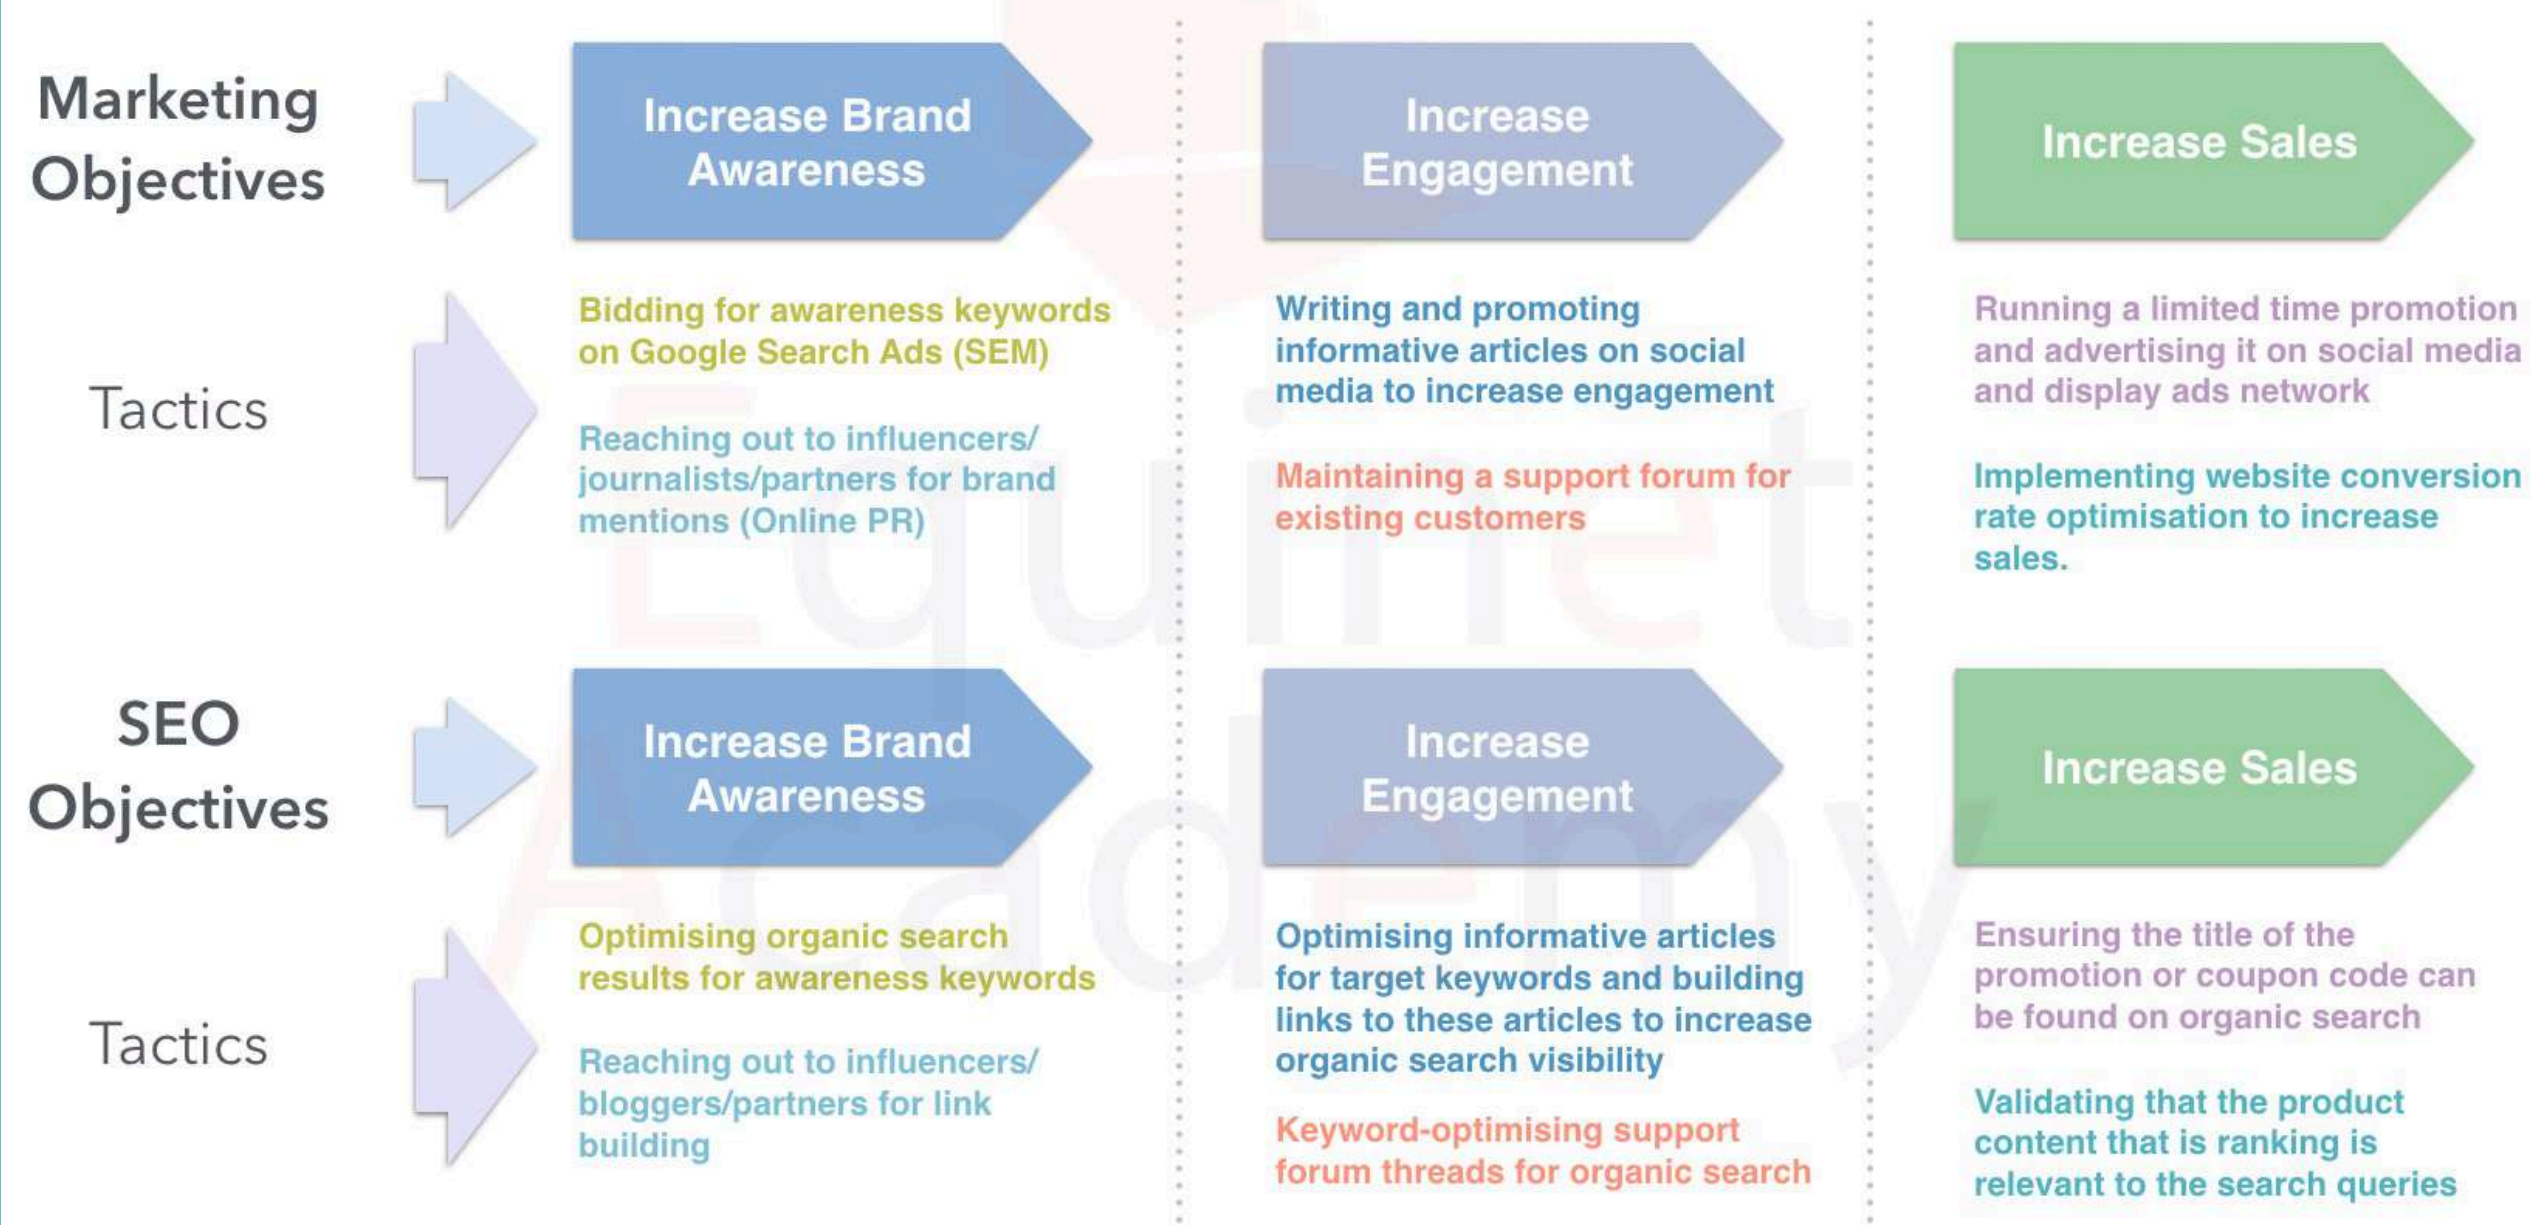 Marketing
Objectives
Increase Brand
Awareness
Increase
Engagement
Increase Sales
Tactics
Bidding for awareness keywords
on Google Search Ads (SEM)
Reaching out to influencers/
journalists/partners for brand
mentions (Online PR)
Writing and promoting
informative articles on social
media to increase engagement
Maintaining a support forum for
existing customers
Running a limited time promotion
and advertising it on social media
and display ads network
Implementing website conversion
rate optimisation to increase
sales.
SEO
Objectives
Increase Brand
Awareness
Increase
Engagement
Increase Sales
Tactics
Optimising organic search
results for awareness keywords
Reaching out to influencers/
bloggers/partners for link
building
Optimising informative articles
for target keywords and building
links to these articles to increase
organic search visibility
Keyword-optimising support
forum threads for organic search
Ensuring the title of the
promotion or coupon code can
be found on organic search
Validating that the product
content that is ranking is
relevant to the search queries
Equinet
Academy